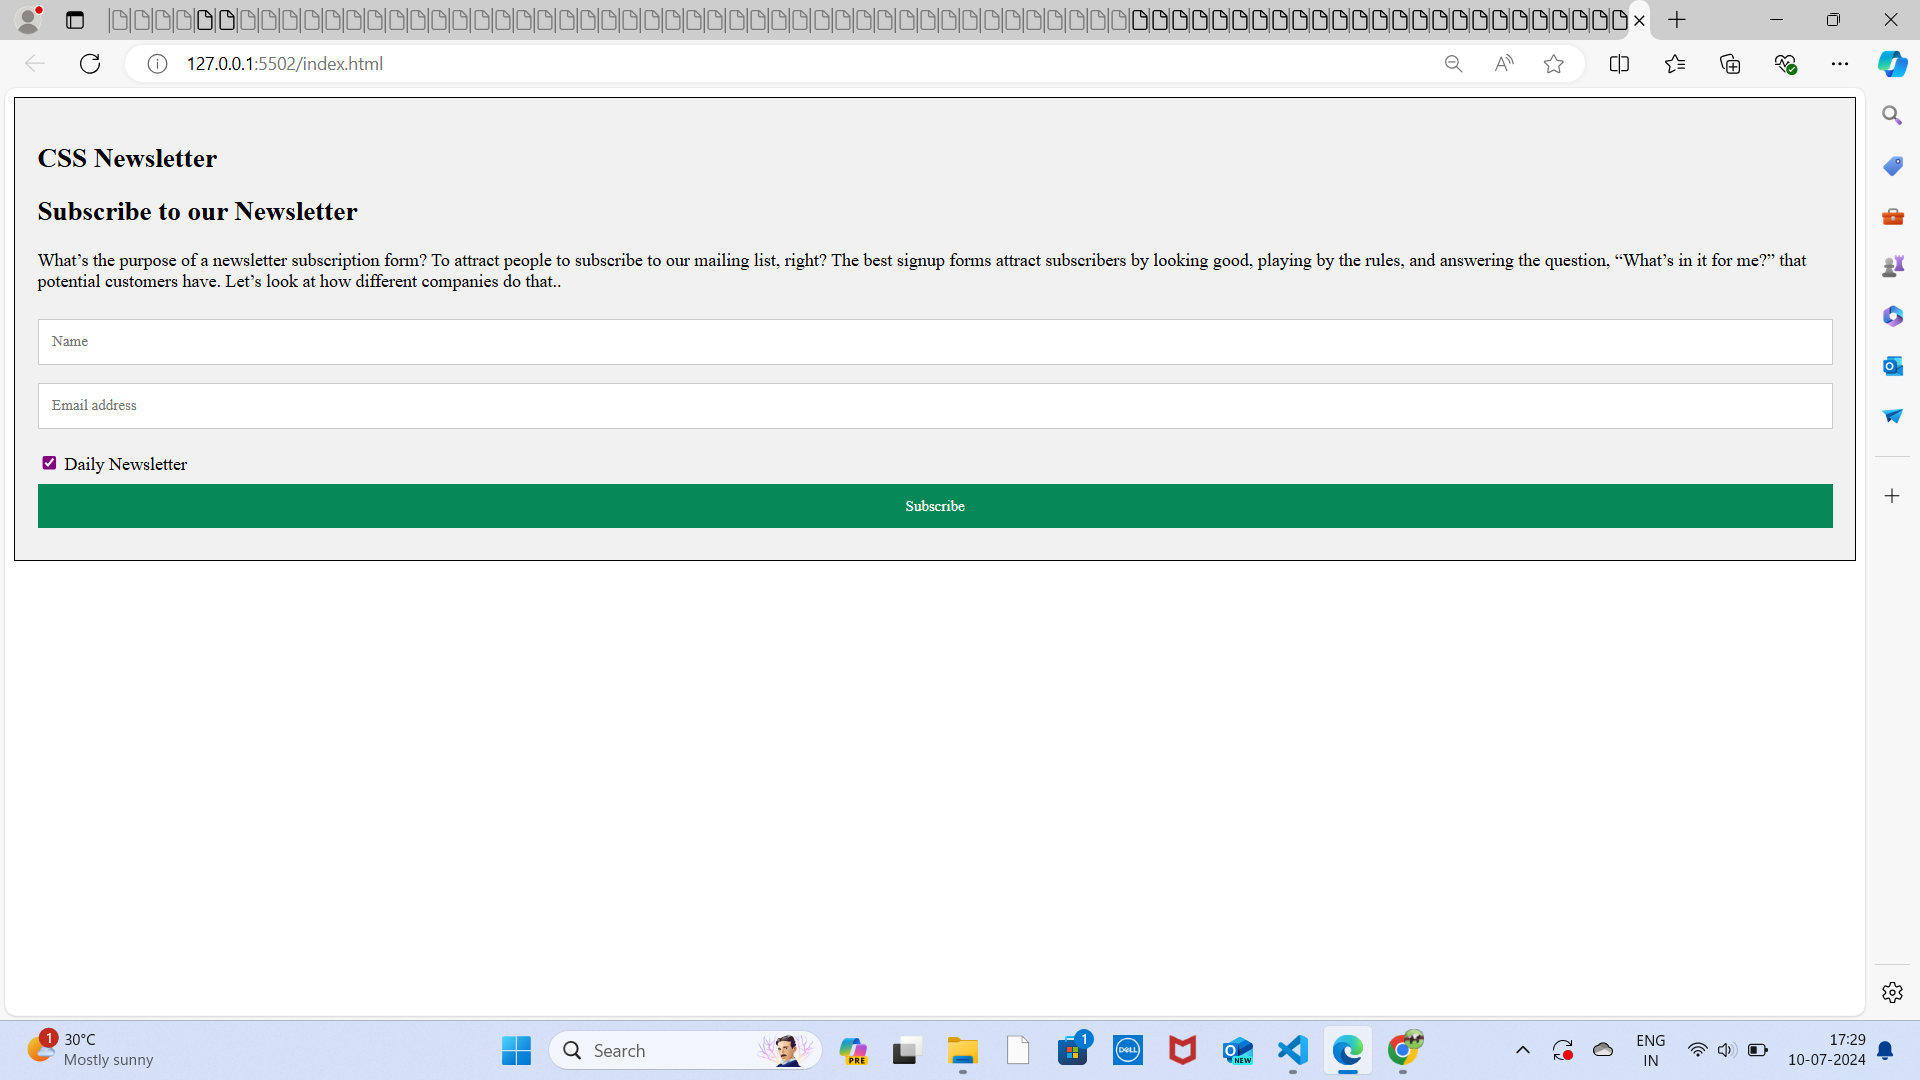 127.0.0.1:5502/index.html
CSS Newsletter
Subscribe to our Newsletter
What’s the purpose of a newsletter subscription form? To attract people to subscribe to our mailing list, right? The best signup forms attract subscribers by looking good, playing by the rules, and answering the question, “What’s in it for me?” that
potential customers have. Let’s look at how different companies do that..
Name
Email address
Daily Newsletter
Subscribe
1
30°C
Mostly sunny
Search
PRE
1
DELL
NEW
ENG
IN
17:29
10-07-2024